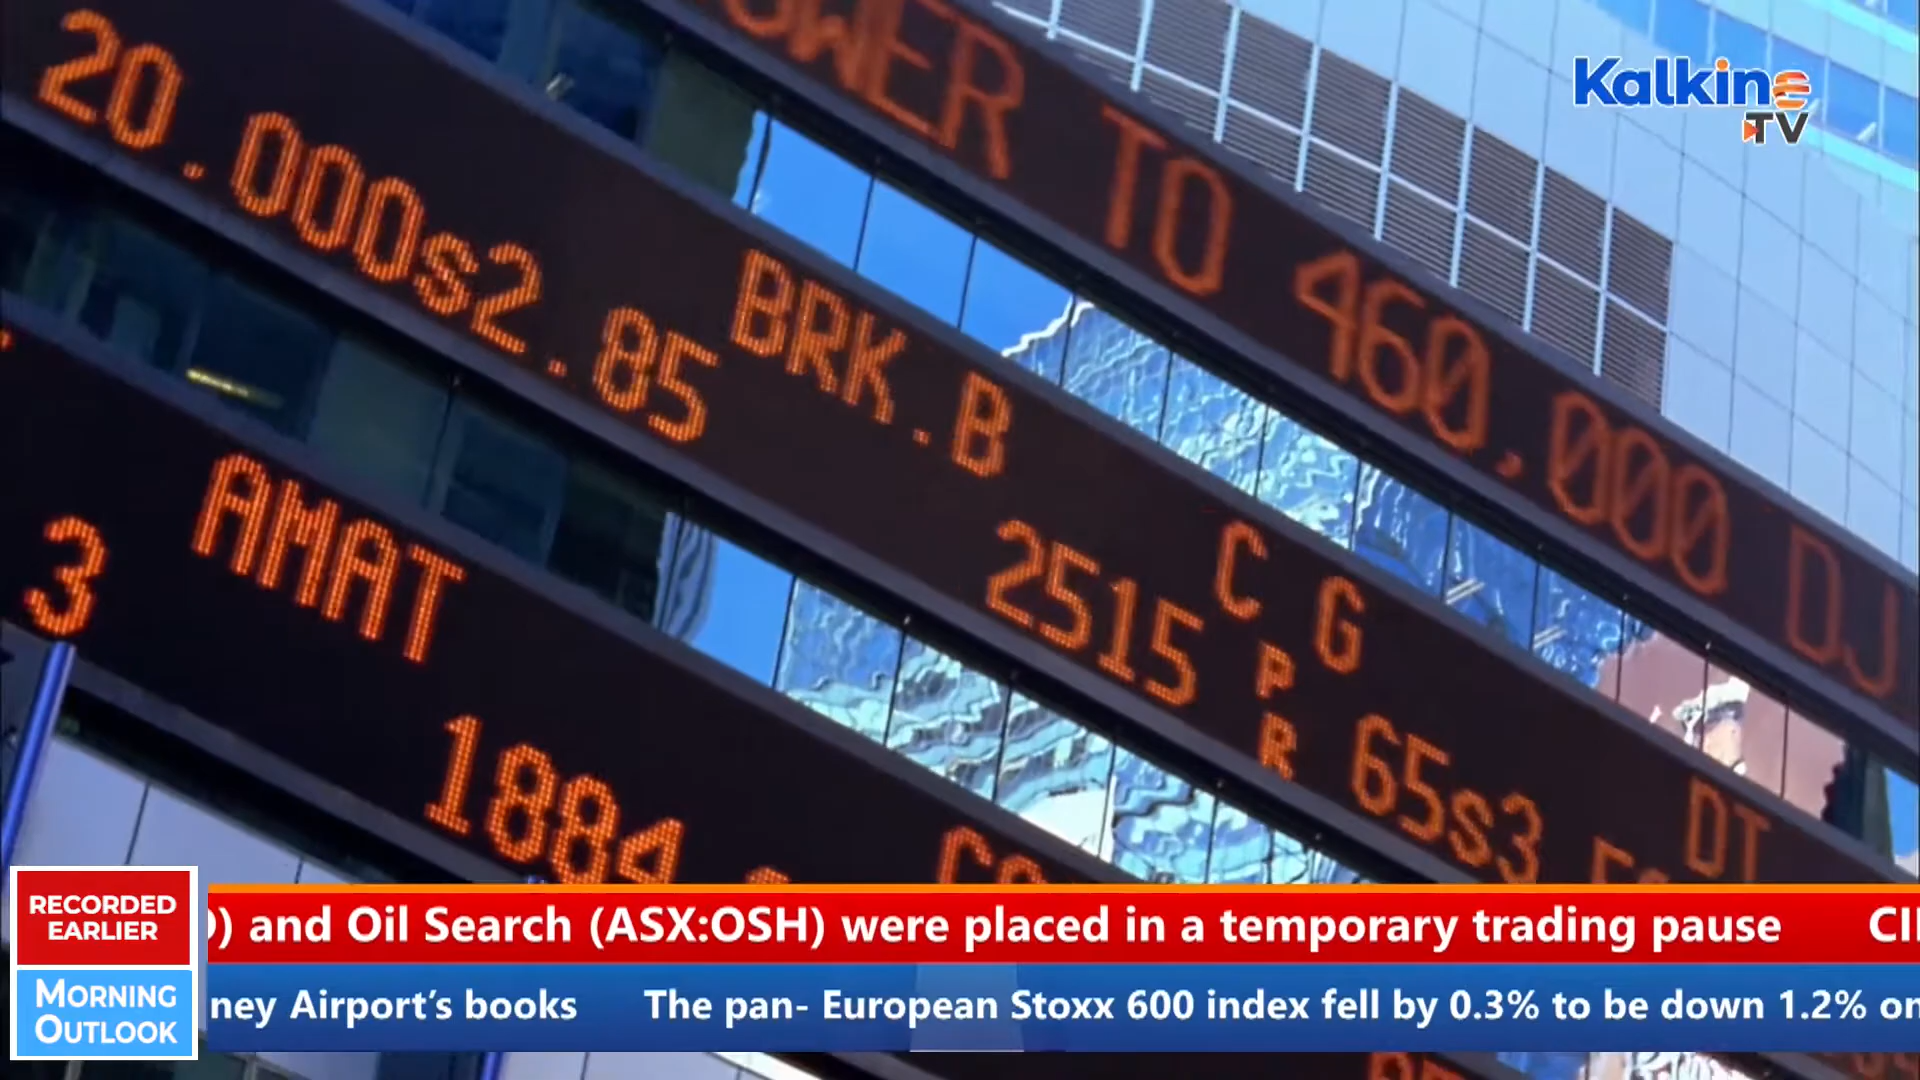 OWER TO 460,000 DJ
Kalkine
TV
20.000s2.85 BRK.B 2515 C PR G 65s3 DT
3 AMAT 1884
RECORDED
EARLIER
) and Oil Search (ASX:OSH) were placed in a temporary trading pause
MORNING
OUTLOOK
ney Airport’s books The pan- European Stoxx 600 index fell by 0.3% to be down 1.2% on